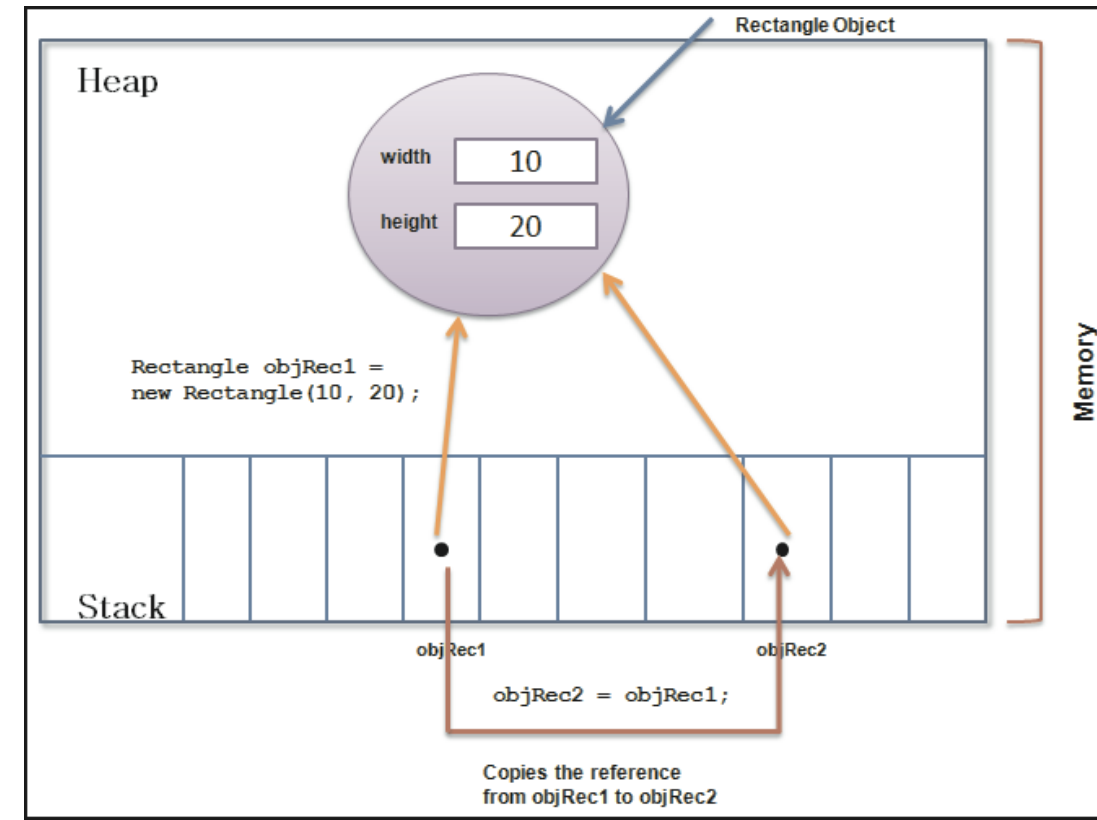 Rectangle Object
Heap
width
10
height
20
Rectangle objRec1 =
new Rectangle(10, 20);
Memory
Stack
objRec1
objRec2
objRec2 = objRec1;
Copies the reference
from objRec1 to objRec2